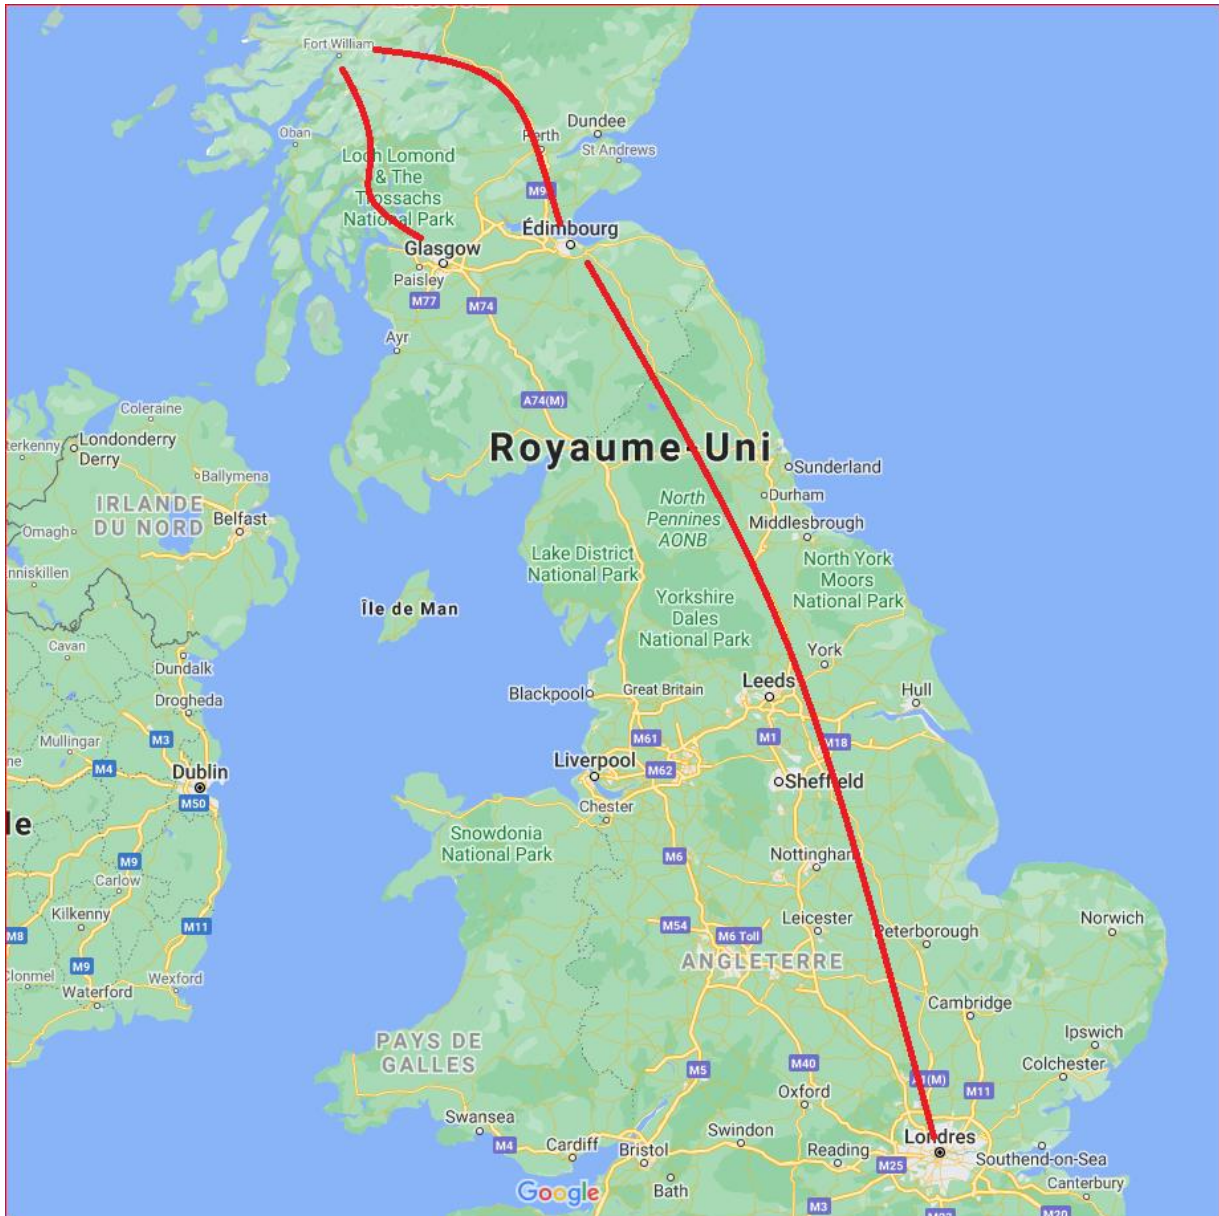 Fort William
Oban
Dundee
Perth
St Andrews
Loch Lomond
& The
Trossachs
National Park
M9
Édimbourg
Glasgow
Paisley
M77
M74
Ayr
A74(M)
Coleraine
Londonderry
Derry
terkenny
Royaume-Uni
Ballymena
Sunderland
IRLANDE
DU NORD
Belfast
Omagh
North
Pennines
AONB
Durham
Middlesbrough
Lake District
National Park
North York
Moors
National Park
nniskillen
Île de Man
Yorkshire
Dales
National Park
Cavan
Dundalk
York
Drogheda
Blackpool
Great Britain
Leeds
Hull
M3
Mullingar
M61
M1
M18
ne
M4
Dublin
Liverpool
M62
Sheffield
M50
Chester
le
Snowdonia
National Park
M6
Nottingham
M9
Carlow
Kilkenny
M11
M8
M54
M6 Toll
Leicester
Peterborough
Norwich
M9
Clonmel
Wexford
Waterford
ANGLETERRE
Cambridge
PAYS DE
GALLES
Ipswich
M5
M40
A1(M)
M11
Colchester
Oxford
Swansea
M4
Cardiff
Bristol
Swindon
Reading
M25
Londres
Southend-on-Sea
Google
Bath
Canterbury
M3
M20